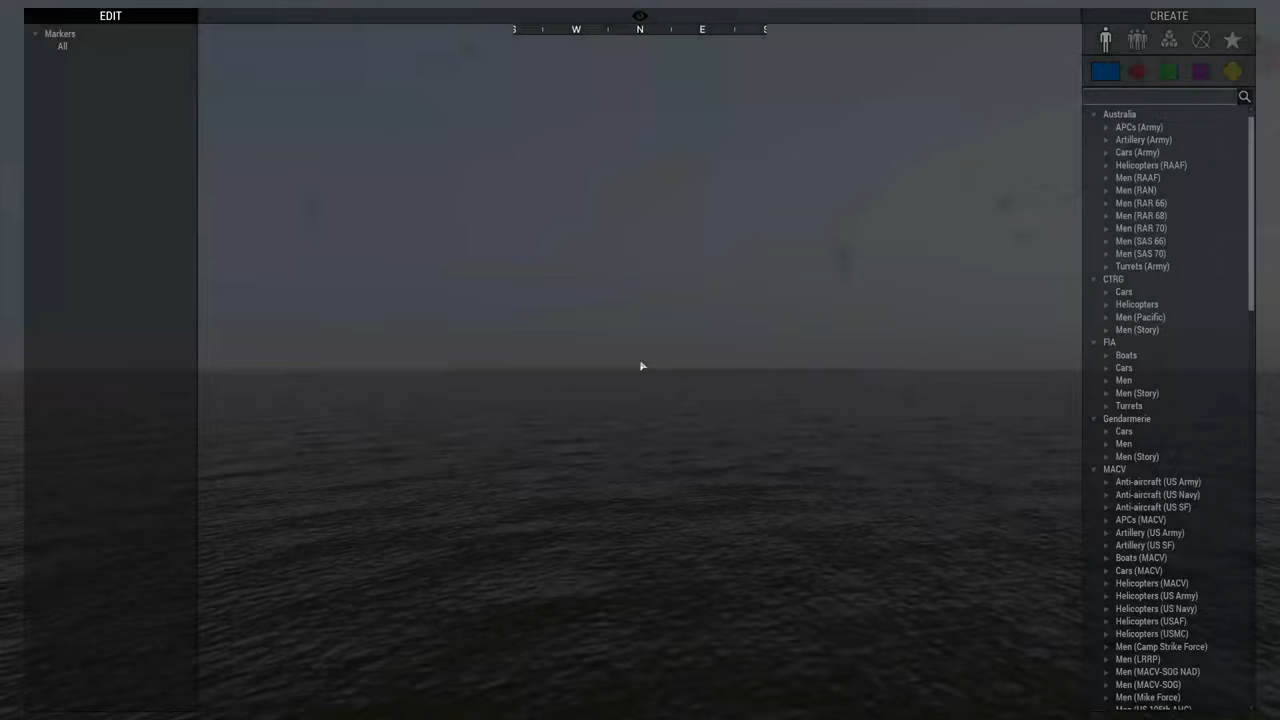 EDIT
Markers
All
W
N
E
CREATE
Australia
APCs (Army)
Artillery (Army)
Cars (Army)
Helicopters (RAAF)
Men (RAAF)
Men (RAN)
Men (RAR 66)
Men (RAR 68)
Men (RAR 70)
Men (SAS 66)
Men (SAS 70)
Turrets (Army)
CTRG
Cars
Helicopters
Men (Pacific)
Men (Story)
FIA
Boats
Cars
Men
Men (Story)
Turrets
Gendarmerie
Cars
Men
Men (Story)
MACV
Anti-aircraft (US Army)
Anti-aircraft (US Navy)
Anti-aircraft (US SF)
APCs (MACV)
Artillery (US Army)
Artillery (US SF)
Boats (MACV)
Cars (MACV)
Helicopters (MACV)
Helicopters (US Army)
Helicopters (US Navy)
Helicopters (USAF)
Helicopters (USMC)
Men (Camp Strike Force)
Men (LRRP)
Men (MACV-SOG NAD)
Men (MACV-SOG)
Men (Mike Force)